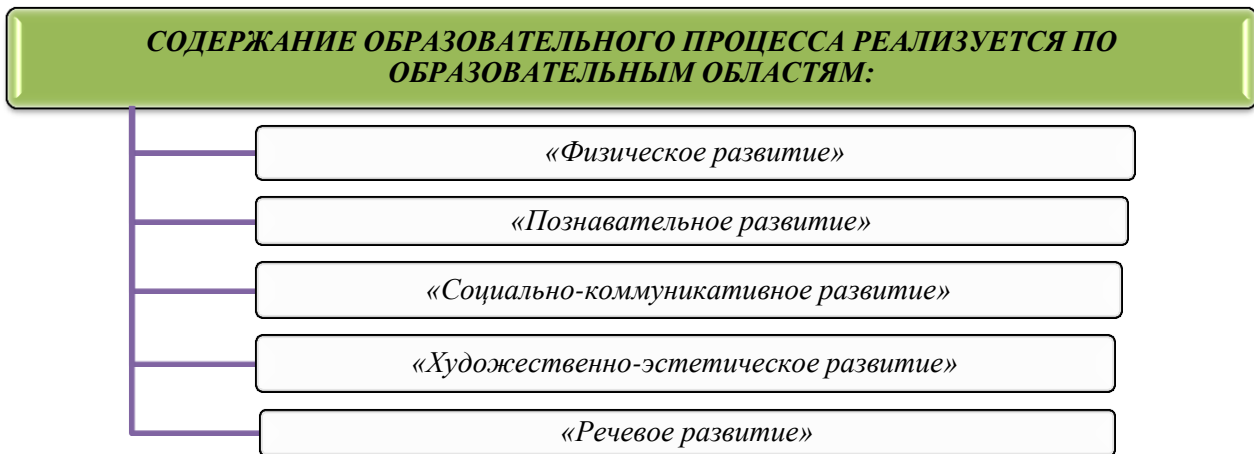 СОДЕРЖАНИЕ ОБРАЗОВАТЕЛЬНОГО ПРОЦЕССА РЕАЛИЗУЕТСЯ ПО
ОБРАЗОВАТЕЛЬНЫМ ОБЛАСТЯМ:
«Физическое развитие»
«Познавательное развитие»
«Социально-коммуникативное развитие»
«Художественно-эстетическое развитие»
«Речевое развитие»